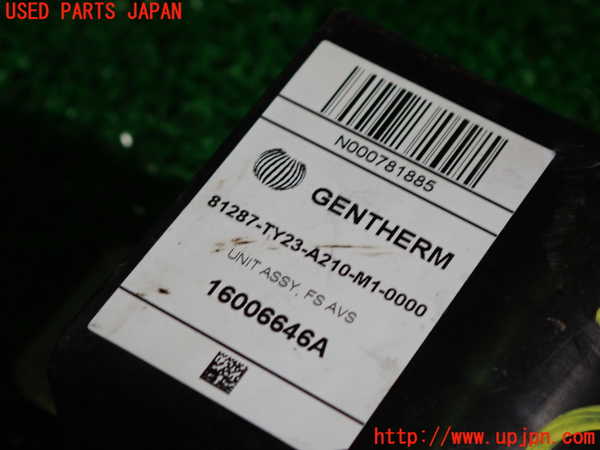 USED PARTS JAPAN
N000781885
GENTHERM
81287-TY23-A210-M1-0000
UNIT ASSY, FS AVS
16006646A
http://www.upjpn.com/